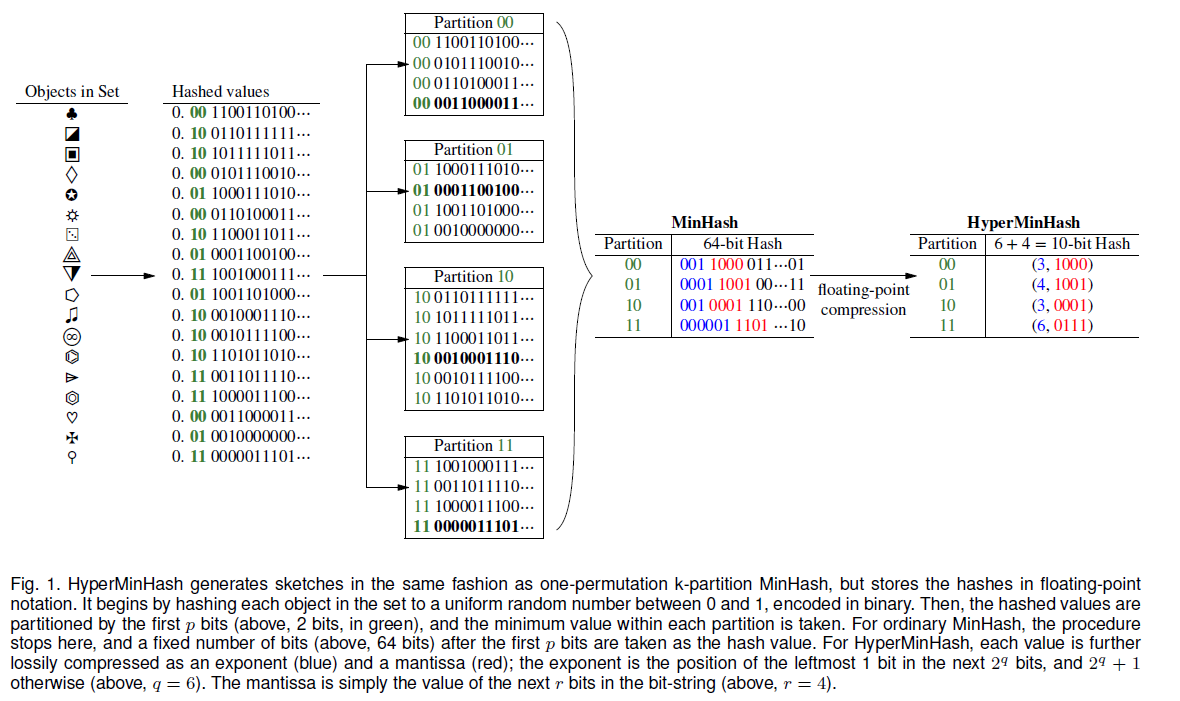 Objects in Set
Hashed values
0. 00 1100110100···
0. 10 0110111111···
0. 10 1011111011···
0. 00 0101110010···
0. 01 1000111010···
0. 00 0110100011···
0. 10 1100011011···
0. 01 0001100100···
0. 11 1001000111···
0. 01 1001101000···
0. 10 0010001110···
0. 10 0010111100···
0. 10 1101011010···
0. 11 0011011110···
0. 11 1000011100···
0. 00 0011000011···
0. 01 0010000000···
0. 11 0000011101···
Partition 00
00 1100110100···
00 0101110010···
00 0110100011···
00 0011000011···
Partition 01
01 1000111010···
01 0001100100···
01 1001101000···
01 0010000000···
Partition 10
10 0110111111···
10 1011111011···
10 1100011011···
10 0010001110···
10 0010111100···
10 1101011010···
Partition 11
11 1001000111···
11 0011011110···
11 1000011100···
11 0000011101···
MinHash
Partition 64-bit Hash
00 001 1000 011···01
01 0001 1001 00···11
10 001 0001 110···00
11 000001 1101 ···10
floating-point
compression
HyperMinHash
Partition 6 + 4 = 10-bit Hash
00 (3, 1000)
01 (4, 1001)
10 (3, 0001)
11 (6, 0111)
Fig. 1. HyperMinHash generates sketches in the same fashion as one-permutation k-partition MinHash, but stores the hashes in floating-point
notation. It begins by hashing each object in the set to a uniform random number between 0 and 1, encoded in binary. Then, the hashed values are
partitioned by the first p bits (above, 2 bits, in green), and the minimum value within each partition is taken. For ordinary MinHash, the procedure
stops here, and a fixed number of bits (above, 64 bits) after the first p bits are taken as the hash value. For HyperMinHash, each value is further
lossily compressed as an exponent (blue) and a mantissa (red); the exponent is the position of the leftmost 1 bit in the next 2^q bits, and 2^q + 1
otherwise (above, q = 6). The mantissa is simply the value of the next r bits in the bit-string (above, r = 4).